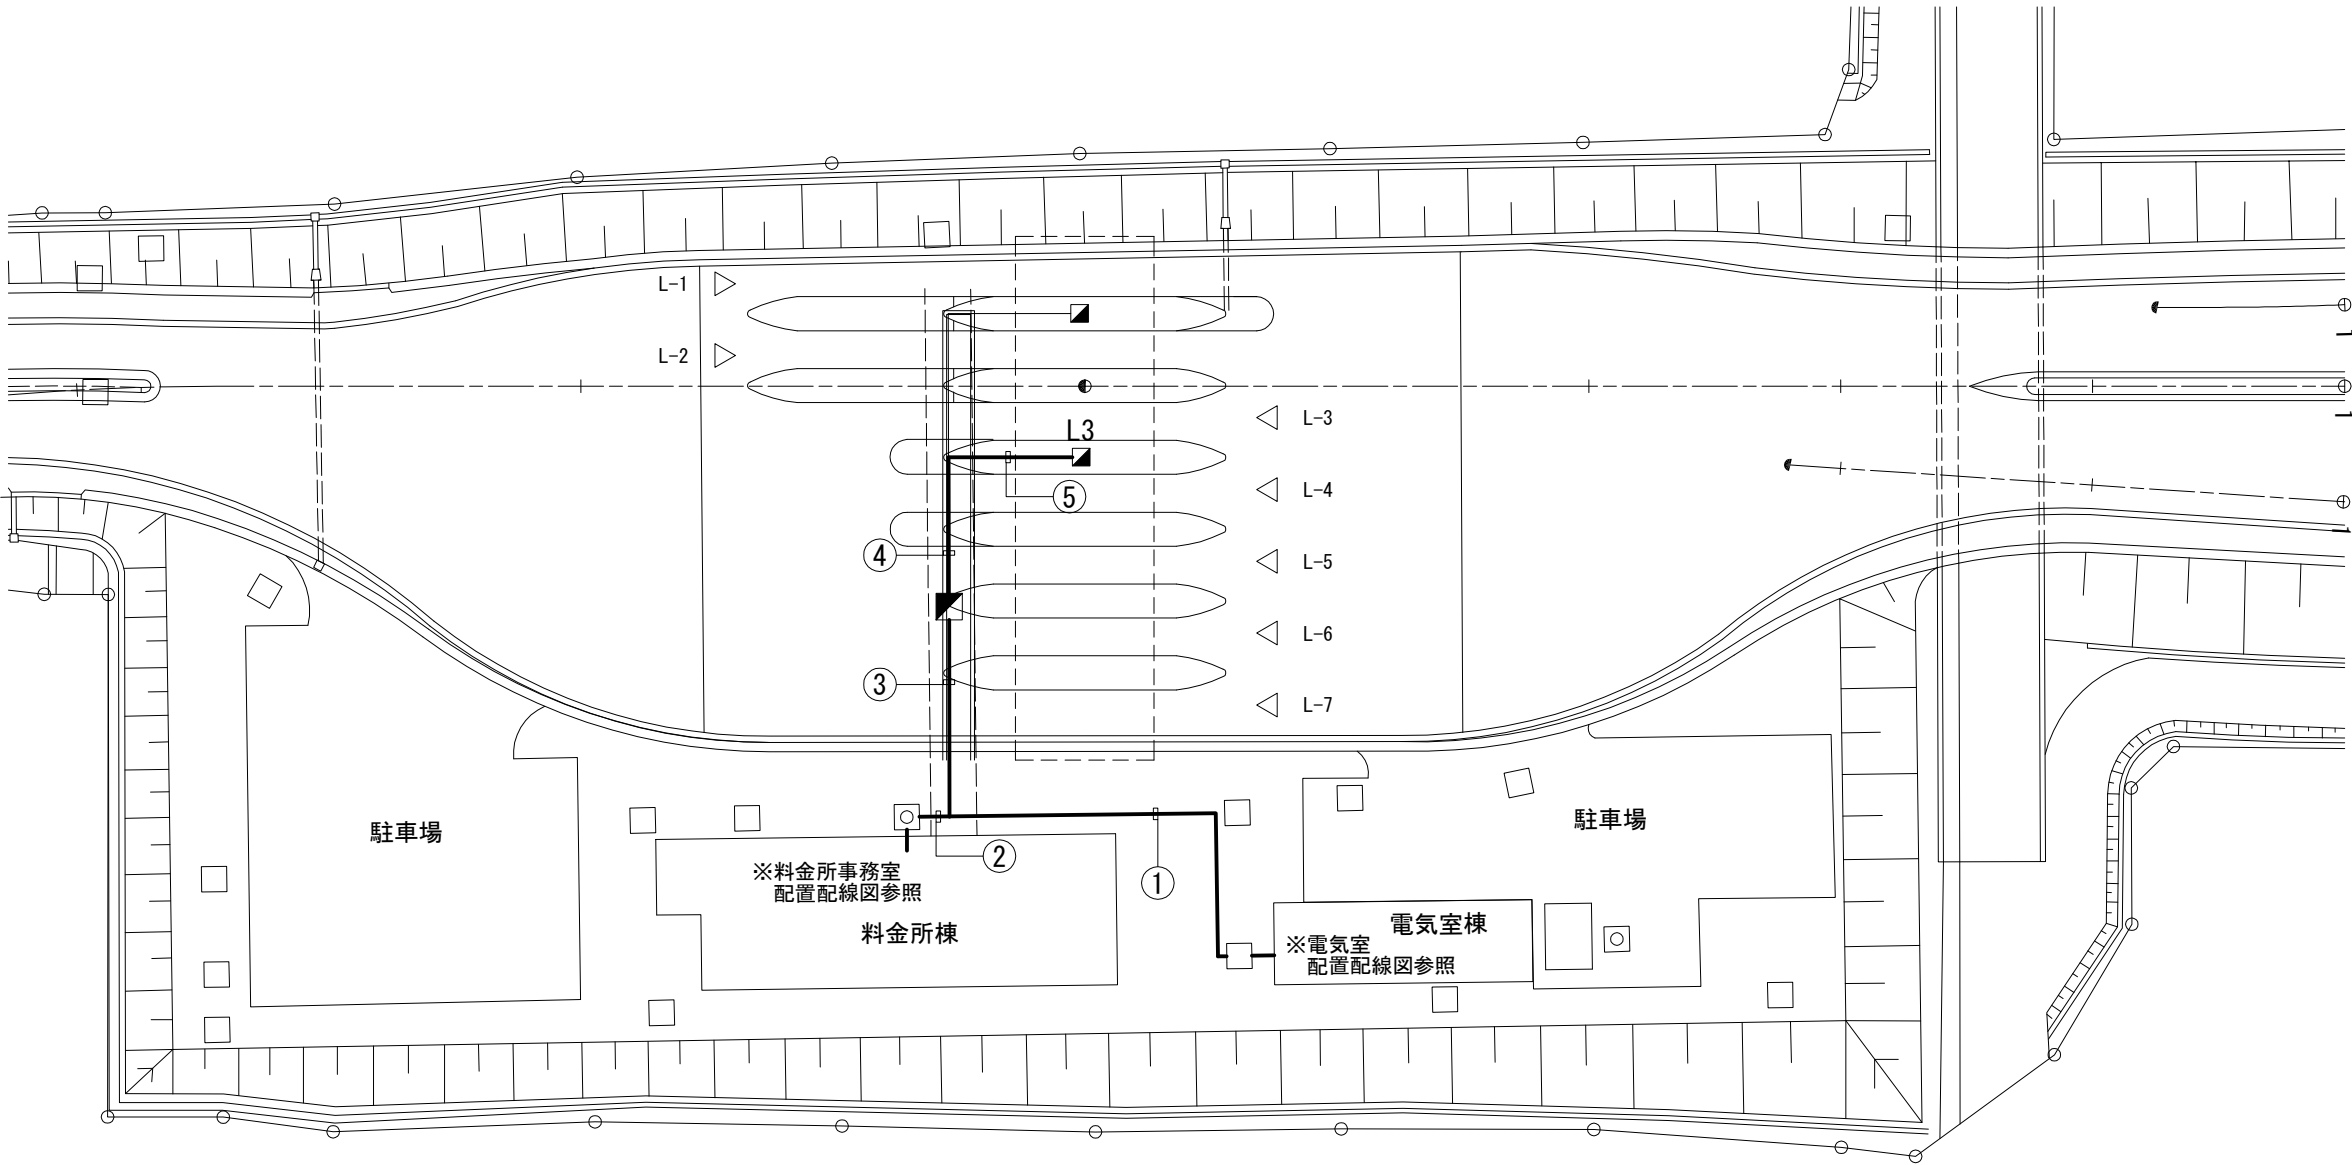 L-1
L-2
L-3
L3
L-4
⑤
④
L-5
L-6
③
L-7
駐車場
駐車場
②
※料金所事務室
配置配線図参照
①
料金所棟
電気室棟
※電気室
配置配線図参照